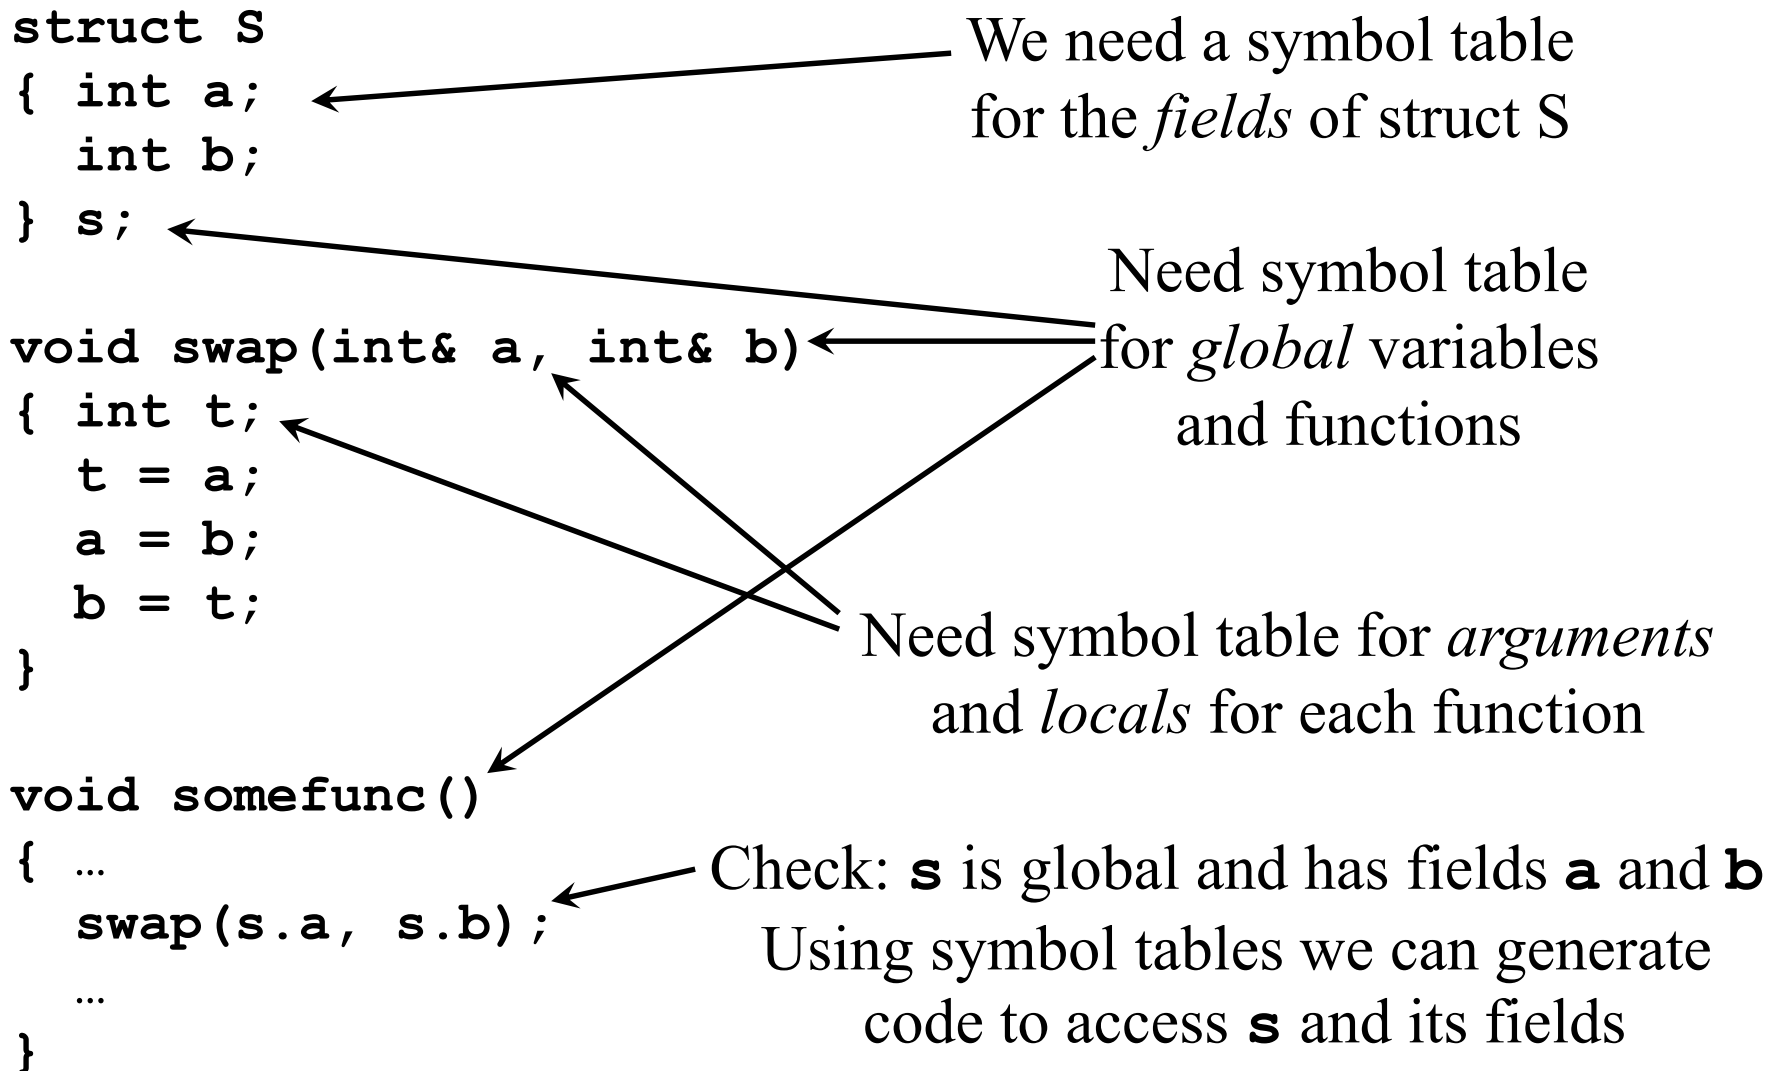 struct S
{ int a;
int b;
} s;
We need a symbol table
for the fields of struct S
Need symbol table
for global variables
and functions
void swap(int& a, int& b)
{ int t;
t = a;
a = b;
b = t;
}
Need symbol table for arguments
and locals for each function
void somefunc()
{ …
swap(s.a, s.b);
…
}
Check: s is global and has fields a and b
Using symbol tables we can generate
code to access s and its fields